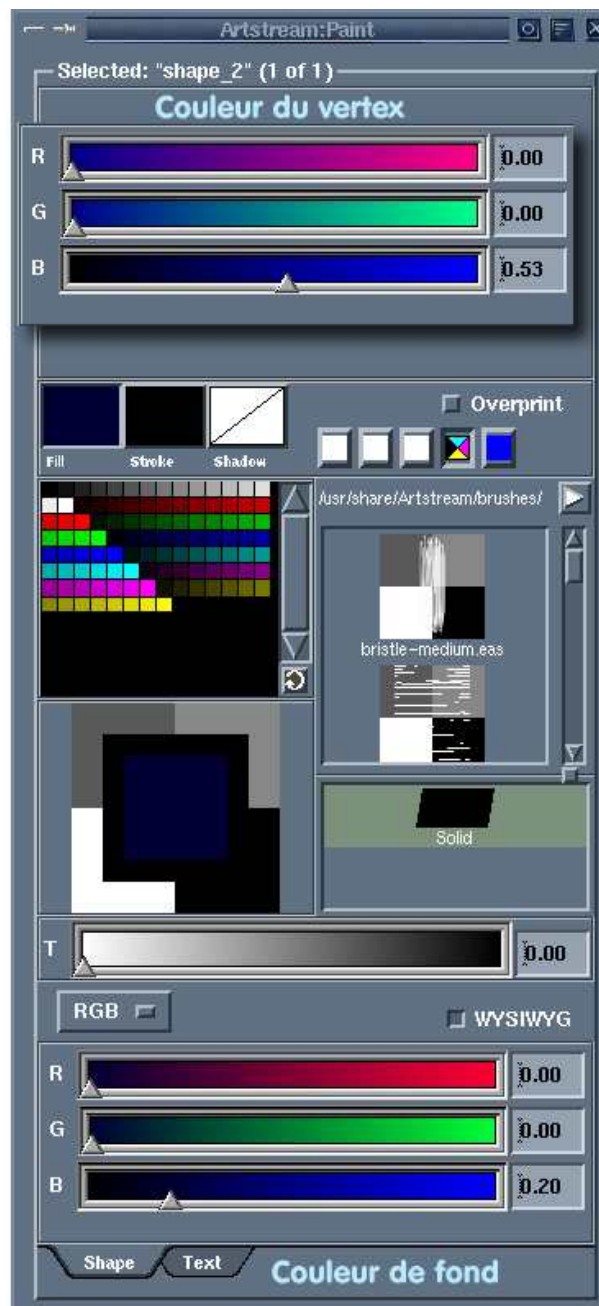 Artstream:Paint
Selected: "shape_2" (1 of 1)
Couleur du vertex
R 0.00
G 0.00
B 0.53
Overprint
Fill Stroke Shadow
/usr/share/Artstream/brushes/
bristle-medium.eas
Solid
T 0.00
RGB WYSIWYG
R 0.00
G 0.00
B 0.20
Shape Text
Couleur de fond